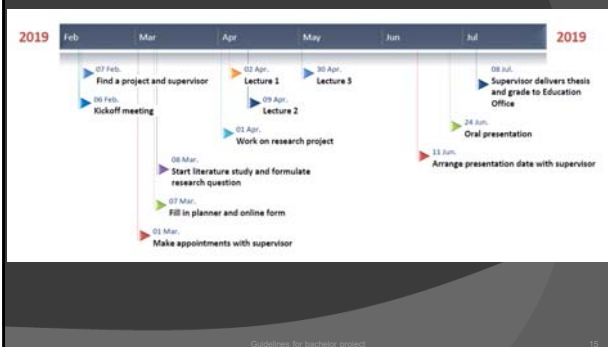 2019 Feb Mar Apr May Jun Jul 2019
07 Feb.
Find a project and supervisor
06 Feb.
Kickoff meeting
02 Apr.
Lecture 1
09 Apr.
Lecture 2
30 Apr.
Lecture 3
01 Apr.
Work on research project
08 Jul.
Supervisor delivers thesis
and grade to Education
Office
24 Jun.
Oral presentation
11 Jun.
Arrange presentation date with supervisor
08 Mar.
Start literature study and formulate
research question
07 Mar.
Fill in planner and online form
01 Mar.
Make appointments with supervisor
Guidelines for bachelor project
15